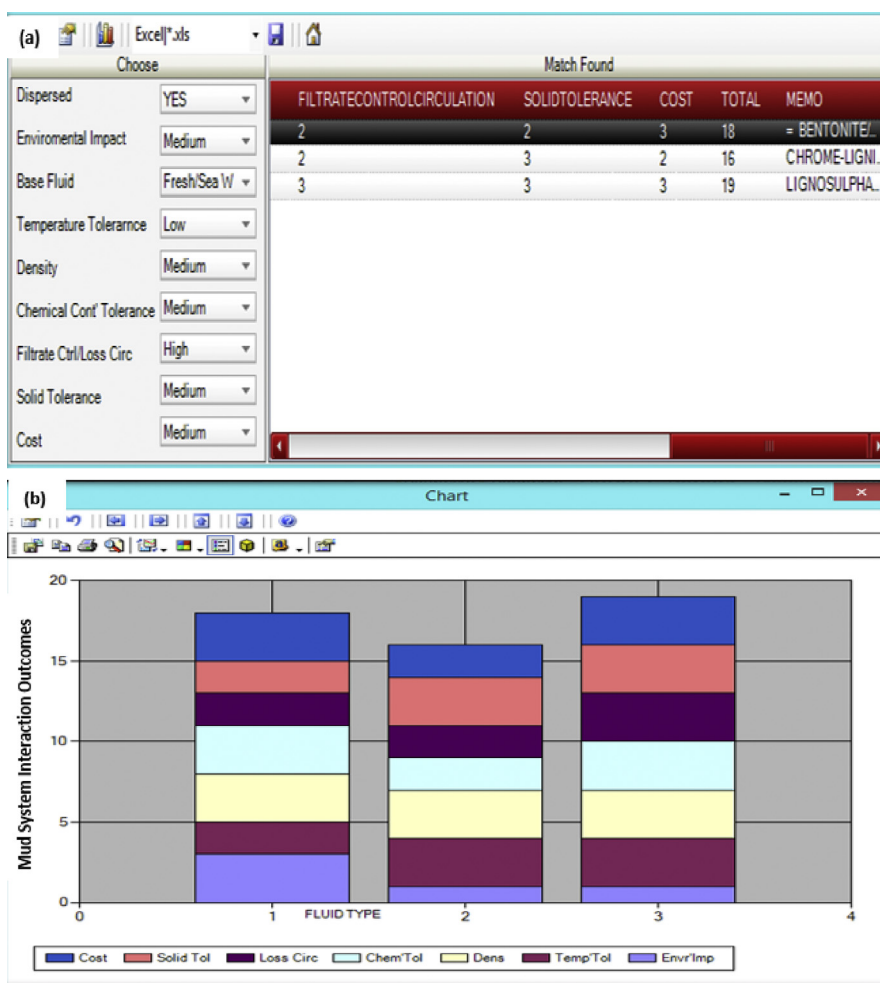 (a) Excel|*.xls
Choose Match Found
Dispersed YES FILTRATECONTROLCIRCULATION SOLIDTOLERANCE COST TOTAL MEMO
Enviromental Impact Medium 2 2 3 18 = BENTONITE/...
2 3 2 16 CHROME-LIGNI...
Base Fluid Fresh/Sea W 3 3 3 19 LIGNOSULPHA...
Temperature Tolerarnce Low
Density Medium
Chemical Cont' Tolerance Medium
Filtrate Ctrl/Loss Circ High
Solid Tolerance Medium
Cost Medium
(b) Chart
Mud System Interaction Outcomes
20
15
10
5
0
0 1 FLUID TYPE 2 3 4
Cost Solid Tol Loss Circ Chem'Tol Dens Temp'Tol Envr'Imp